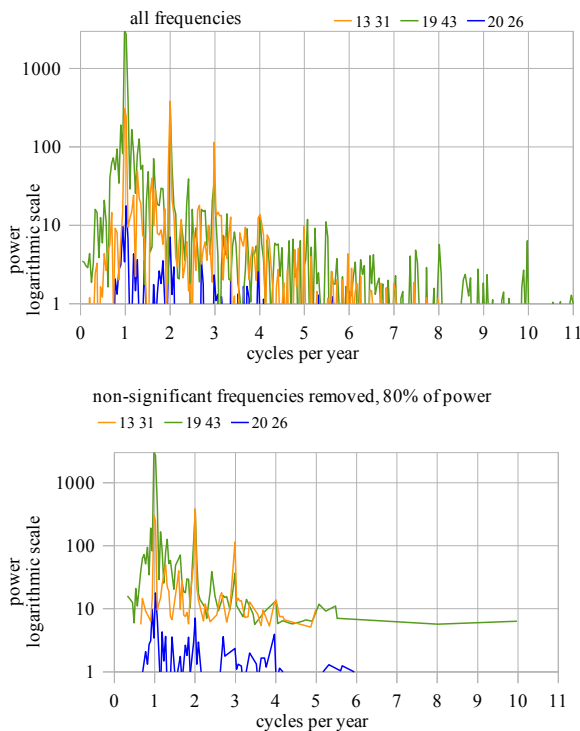 all frequencies
13 31 19 43 20 26
1000
100
10
1
power
logarithmic scale
0 1 2 3 4 5 6 7 8 9 10 11
cycles per year
non-significant frequencies removed, 80% of power
13 31 19 43 20 26
1000
100
10
1
power
logarithmic scale
0 1 2 3 4 5 6 7 8 9 10 11
cycles per year